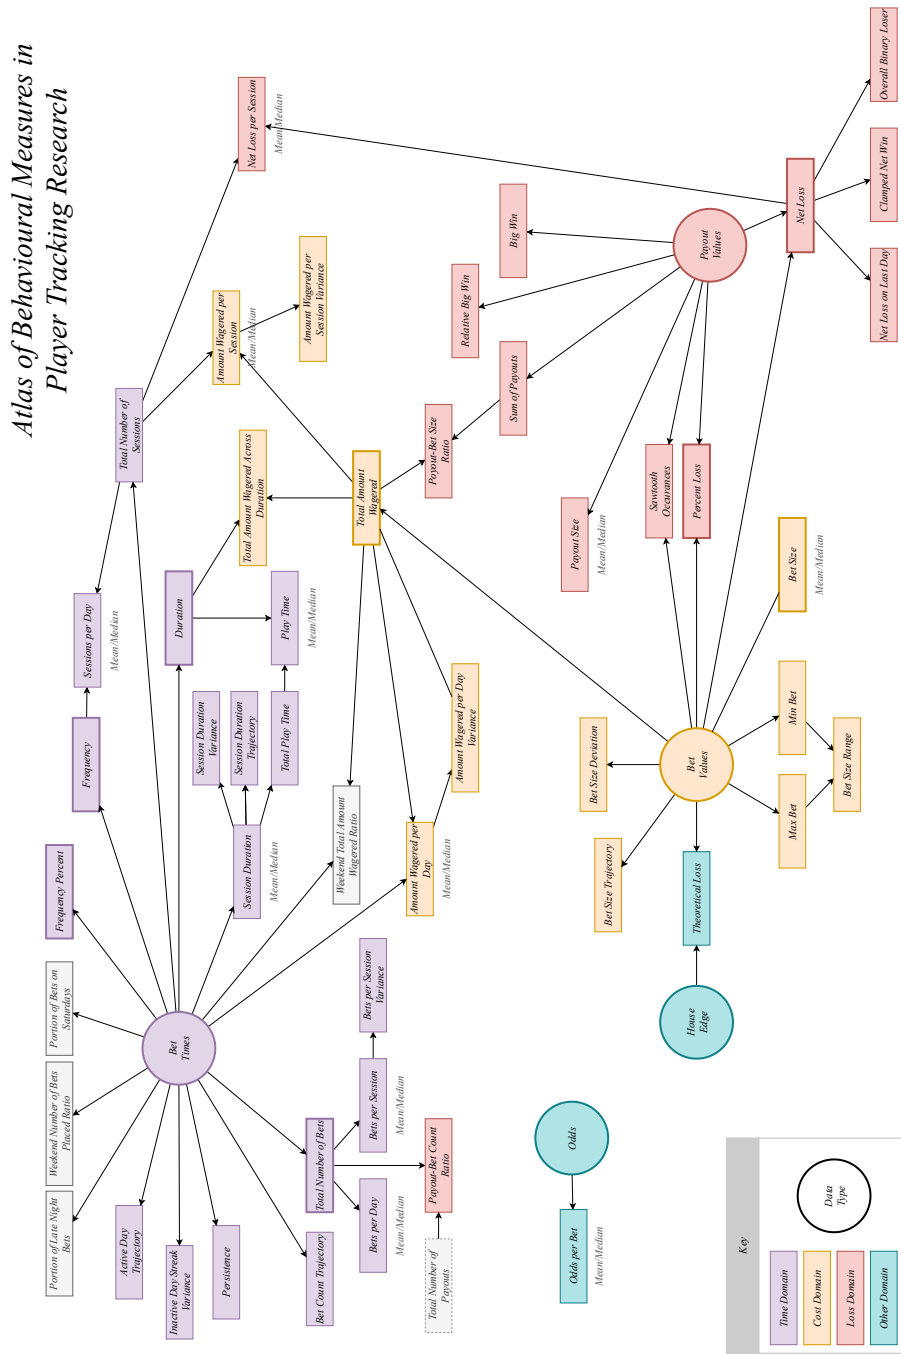 Atlas of Behavioural Measures in
Player Tracking Research
Portion of Late Night
Bets
Weekend Number of Bets
Placed Ratio
Portion of Bets on
Saturdays
Frequency Percent
Frequency
Sessions per Day
Mean/Median
Total Number of
Sessions
Net Loss per Session
Mean/Median
Active Day
Trajectory
Inactive Day Streak
Variance
Persistence
Bet
Times
Duration
Session Duration
Variance
Session Duration
Trajectory
Total Play Time
Play Time
Mean/Median
Session Duration
Mean/Median
Total Amount Wagered Across
Duration
Amount Wagered per
Session
Mean/Median
Amount Wagered per
Session Variance
Bet Count Trajectory
Total Number of Bets
Bets per Day
Mean/Median
Bets per Session
Mean/Median
Bets per Session
Variance
Weekend Total Amount
Wagered Ratio
Total Amount
Wagered
Total Number of
Payouts
Payout-Bet Count
Ratio
Amount Wagered per
Day
Mean/Median
Amount Wagered per Day
Variance
Poyout-Bet Size
Ratio
Relative Big Win
Big Win
Sum of Payouts
Odds per Bet
Mean/Median
Odds
Payout Size
Mean/Median
Bet Size Trajectory
Bet Size Deviation
Sawtooth
Occurances
Percent Loss
Payout
Values
House
Edge
Theoretical Loss
Bet
Values
Bet Size
Mean/Median
Max Bet
Min Bet
Bet Size Range
Net Loss
Net Loss on Last Day
Clamped Net Win
Overall Binary Loser
Key
Data
Type
Time Domain
Cost Domain
Loss Domain
Other Domain